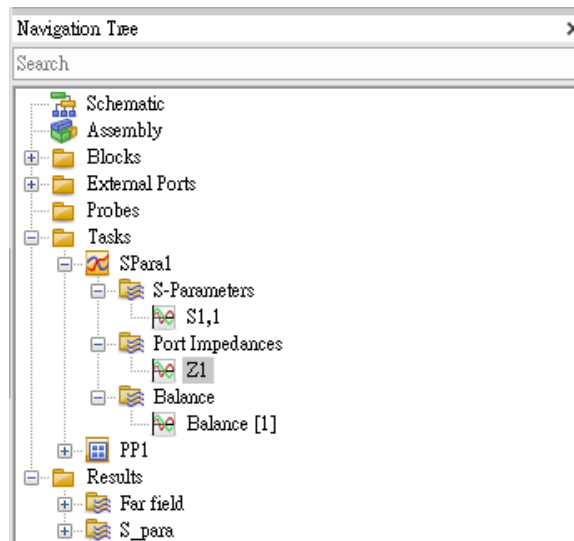 Navigation Tree
Search
Schematic
Assembly
Blocks
External Ports
Probes
Tasks
SPara1
S-Parameters
S1,1
Port Impedances
Z1
Balance
Balance [1]
PP1
Results
Far field
S_para